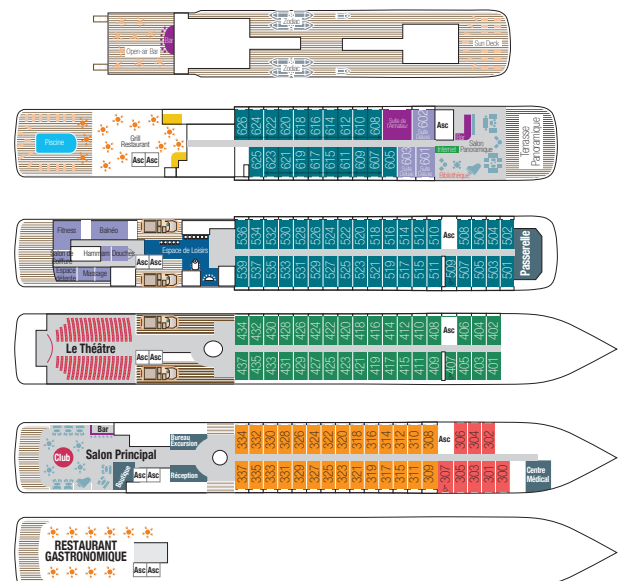 Zodiac
Bar
Open-air Bar
Sun Deck
Zodiac
626 624 622 620 618 616 614 612 610 608
602
Asc
Bar
Piscine
Grill
Restaurant
Asc Asc
Internet
Salon
Panoramique
Bibliothèque
Terrasse
Panoramique
625 623 621 619 617 615 611 609 607 605 603 601
Fitness
Balnéo
536 534 532 530 528 526 524 522 520 518 516 514 512 510
Asc
508 506 504 502
Salon de
coiffure
Hammam
Douches
Espace de Loisirs
Asc Asc
Espace
détente
Massage
539 537 535 533 531 529 527 525 523 521 519 517 515 511 509 507 505 503
Passerelle
434 432 430 428 426 424 422 420 418 416 414 412 410 408
Asc
406 404 402
Le Théâtre
Asc Asc
437 435 433 431 429 427 425 423 421 419 417 415 411 409 407 405 403 401
Bar
Bureau
Excursion
334 332 330 328 326 324 322 320 318 316 314 312 310 308
Asc
306 304 302
Club
Salon Principal
Boutique
Asc Asc
Réception
337 335 333 331 329 327 325 323 321 319 317 315 311 309 307 305 303 301 300
Centre
Médical
RESTAURANT
GASTRONOMIQUE
Asc Asc